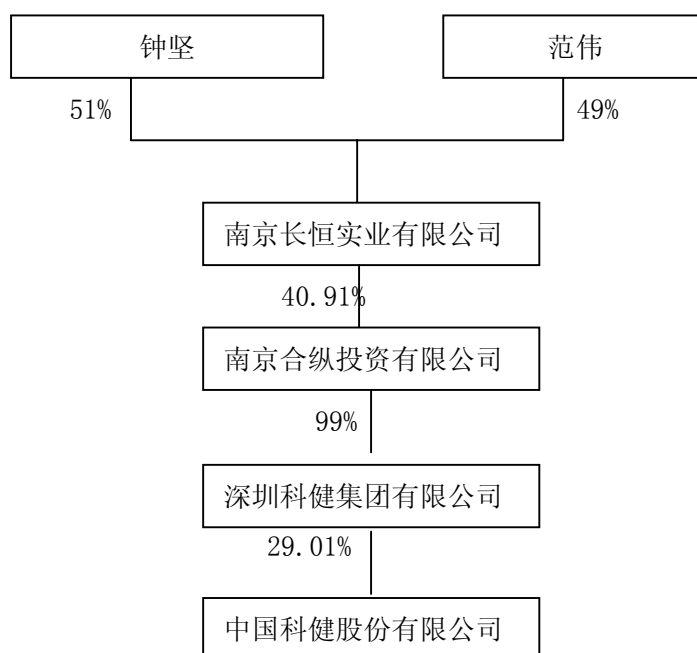 钟坚
范伟
51%
49%
南京长恒实业有限公司
40.91%
南京合纵投资有限公司
99%
深圳科健集团有限公司
29.01%
中国科健股份有限公司